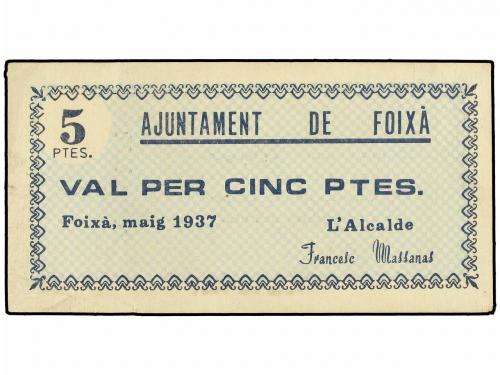 5
PTES.
AJUNTAMENT DE FOIXÀ
VAL PER CINC PTES.
Foixà, maig 1937
L'Alcalde
Francesc Massanas